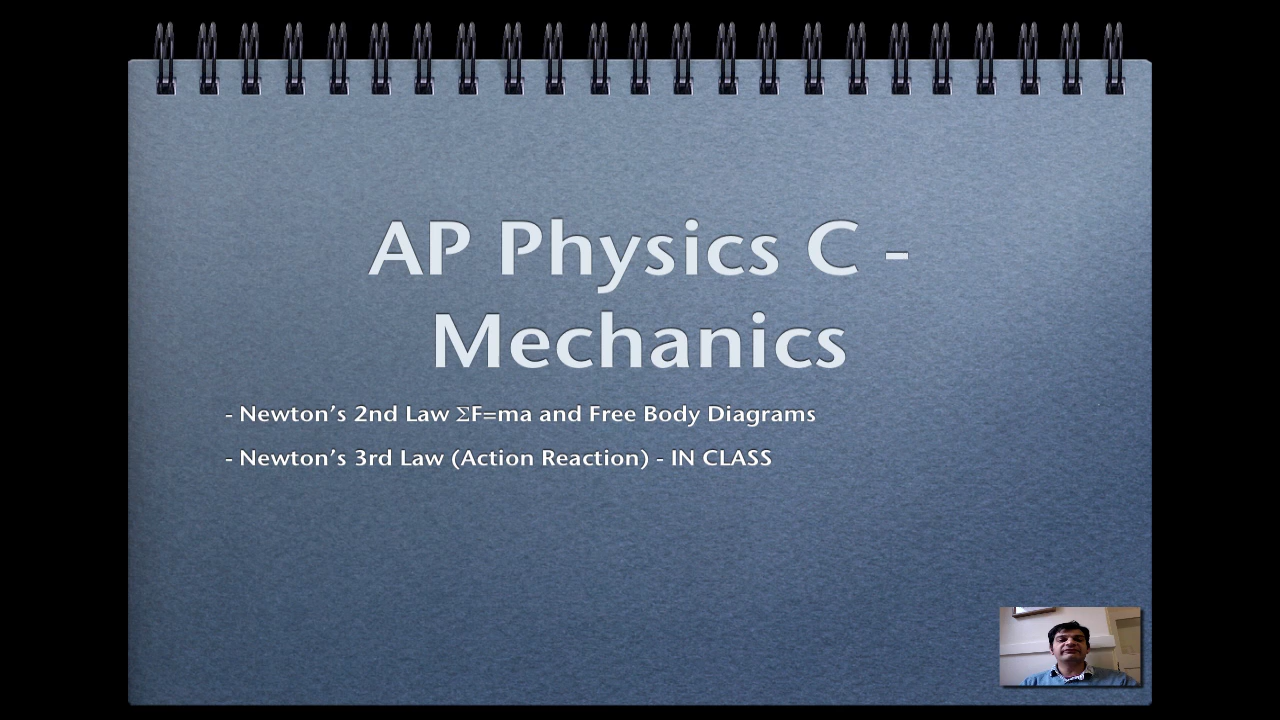 AP Physics C -
Mechanics
- Newton’s 2nd Law ΣF=ma and Free Body Diagrams
- Newton’s 3rd Law (Action Reaction) - IN CLASS